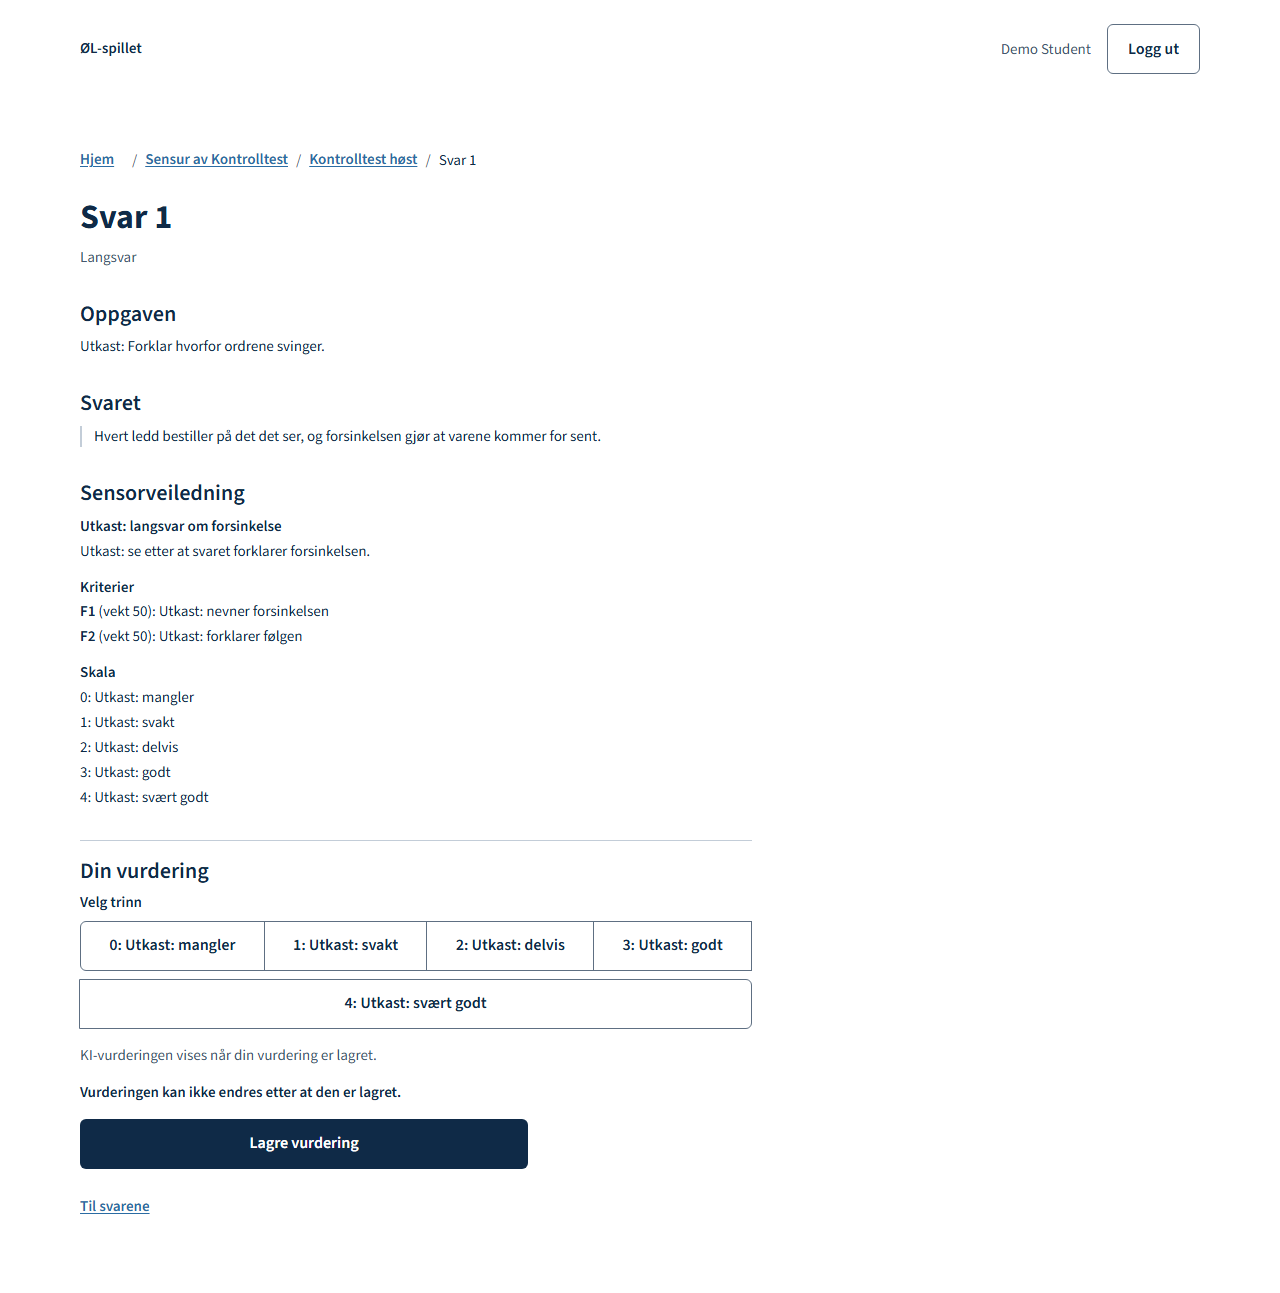 ØL-spillet
Demo Student
Logg ut
Hjem / Sensur av Kontrolltest / Kontrolltest høst / Svar 1
Svar 1
Langsvar
Oppgaven
Utkast: Forklar hvorfor ordrene svinger.
Svaret
Hvert ledd bestiller på det det ser, og forsinkelsen gjør at varene kommer for sent.
Sensorveiledning
Utkast: langsvar om forsinkelse
Utkast: se etter at svaret forklarer forsinkelsen.
Kriterier
F1 (vekt 50): Utkast: nevner forsinkelsen
F2 (vekt 50): Utkast: forklarer følgen
Skala
0: Utkast: mangler
1: Utkast: svakt
2: Utkast: delvis
3: Utkast: godt
4: Utkast: svært godt
Din vurdering
Velg trinn
0: Utkast: mangler
1: Utkast: svakt
2: Utkast: delvis
3: Utkast: godt
4: Utkast: svært godt
KI-vurderingen vises når din vurdering er lagret.
Vurderingen kan ikke endres etter at den er lagret.
Lagre vurdering
Til svarene